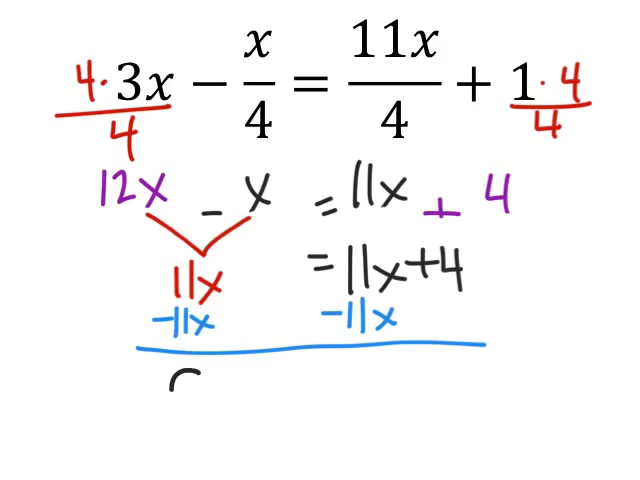 4 · 3x/4 − x/4 = 11x/4 + 1 · 4/4
12x − x = 11x + 4
11x = 11x + 4
−11x −11x